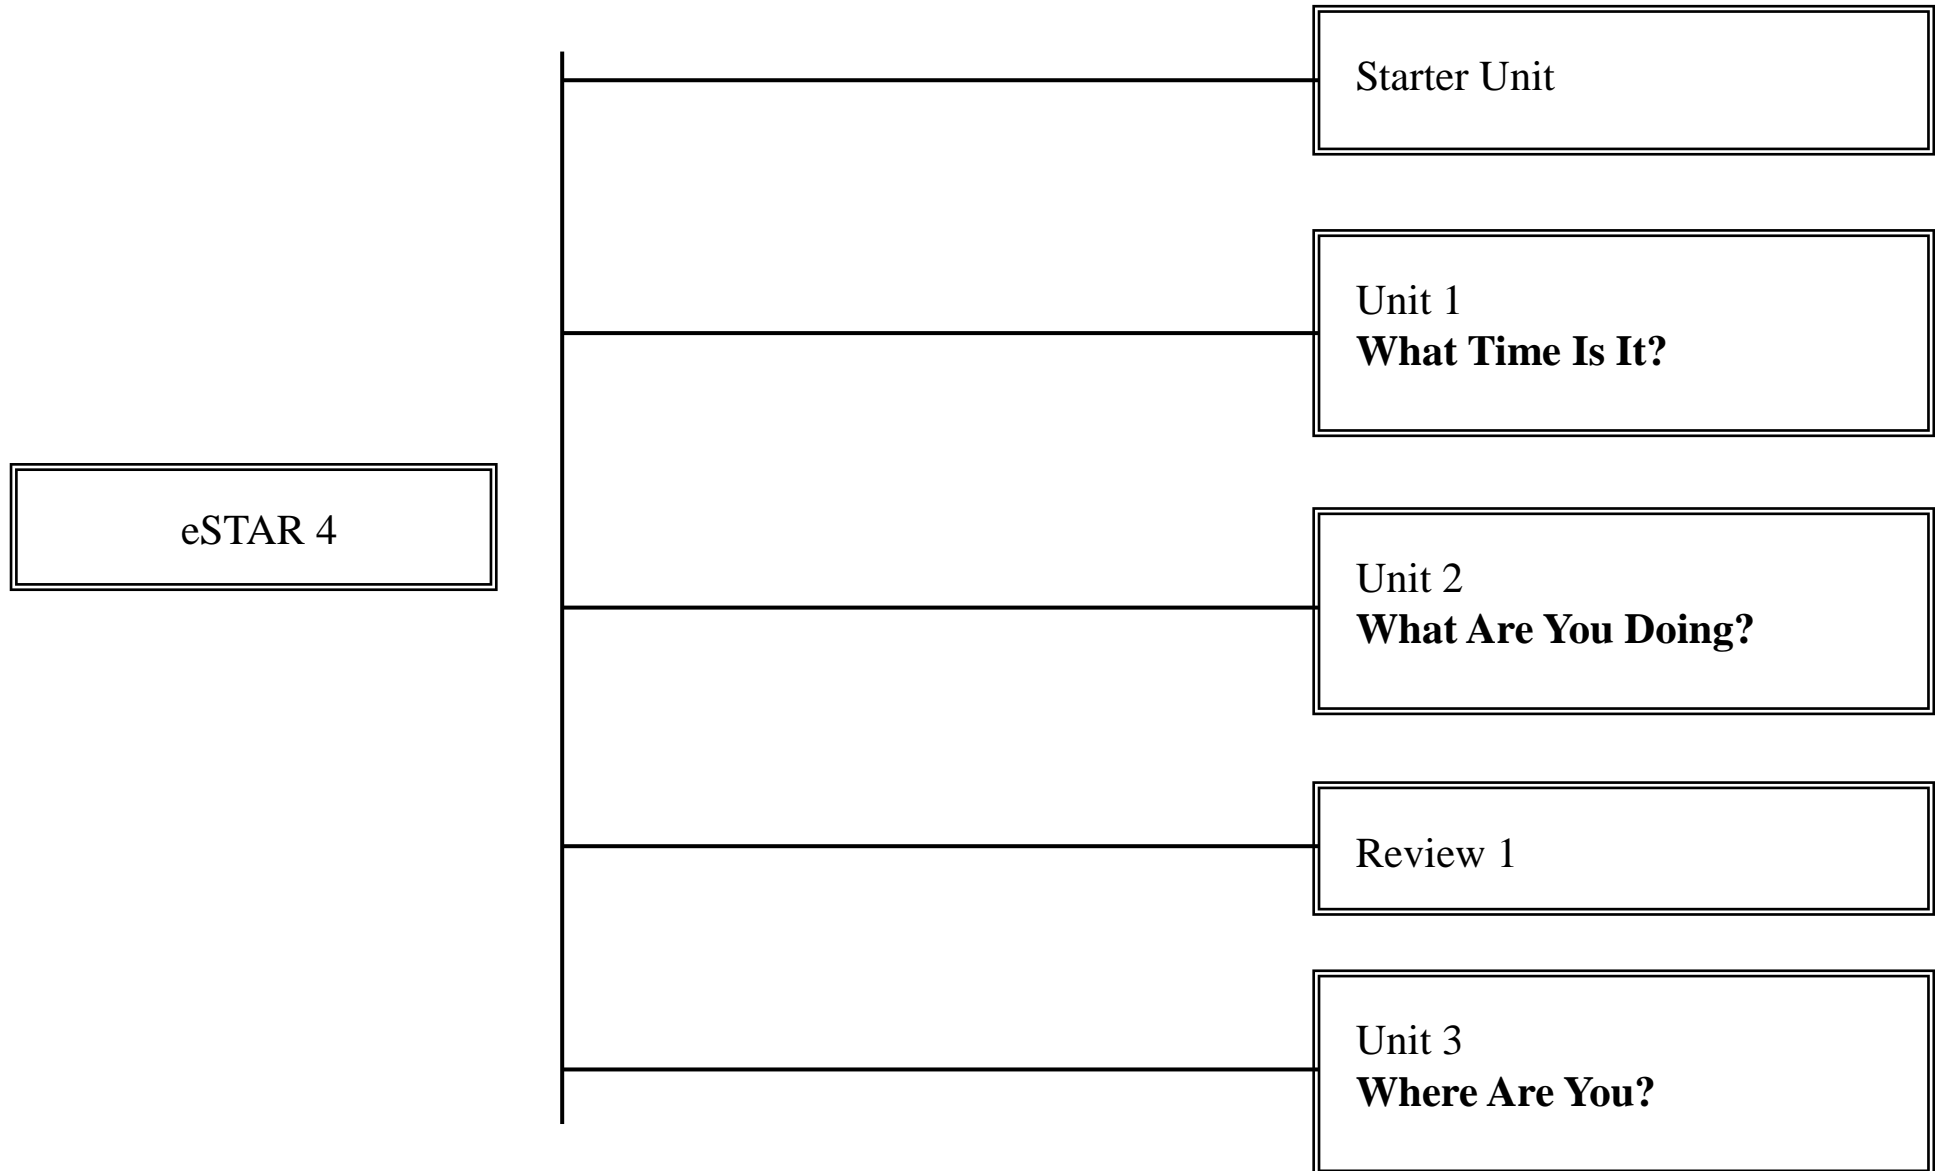 eSTAR 4
Starter Unit
Unit 1
What Time Is It?
Unit 2
What Are You Doing?
Review 1
Unit 3
Where Are You?